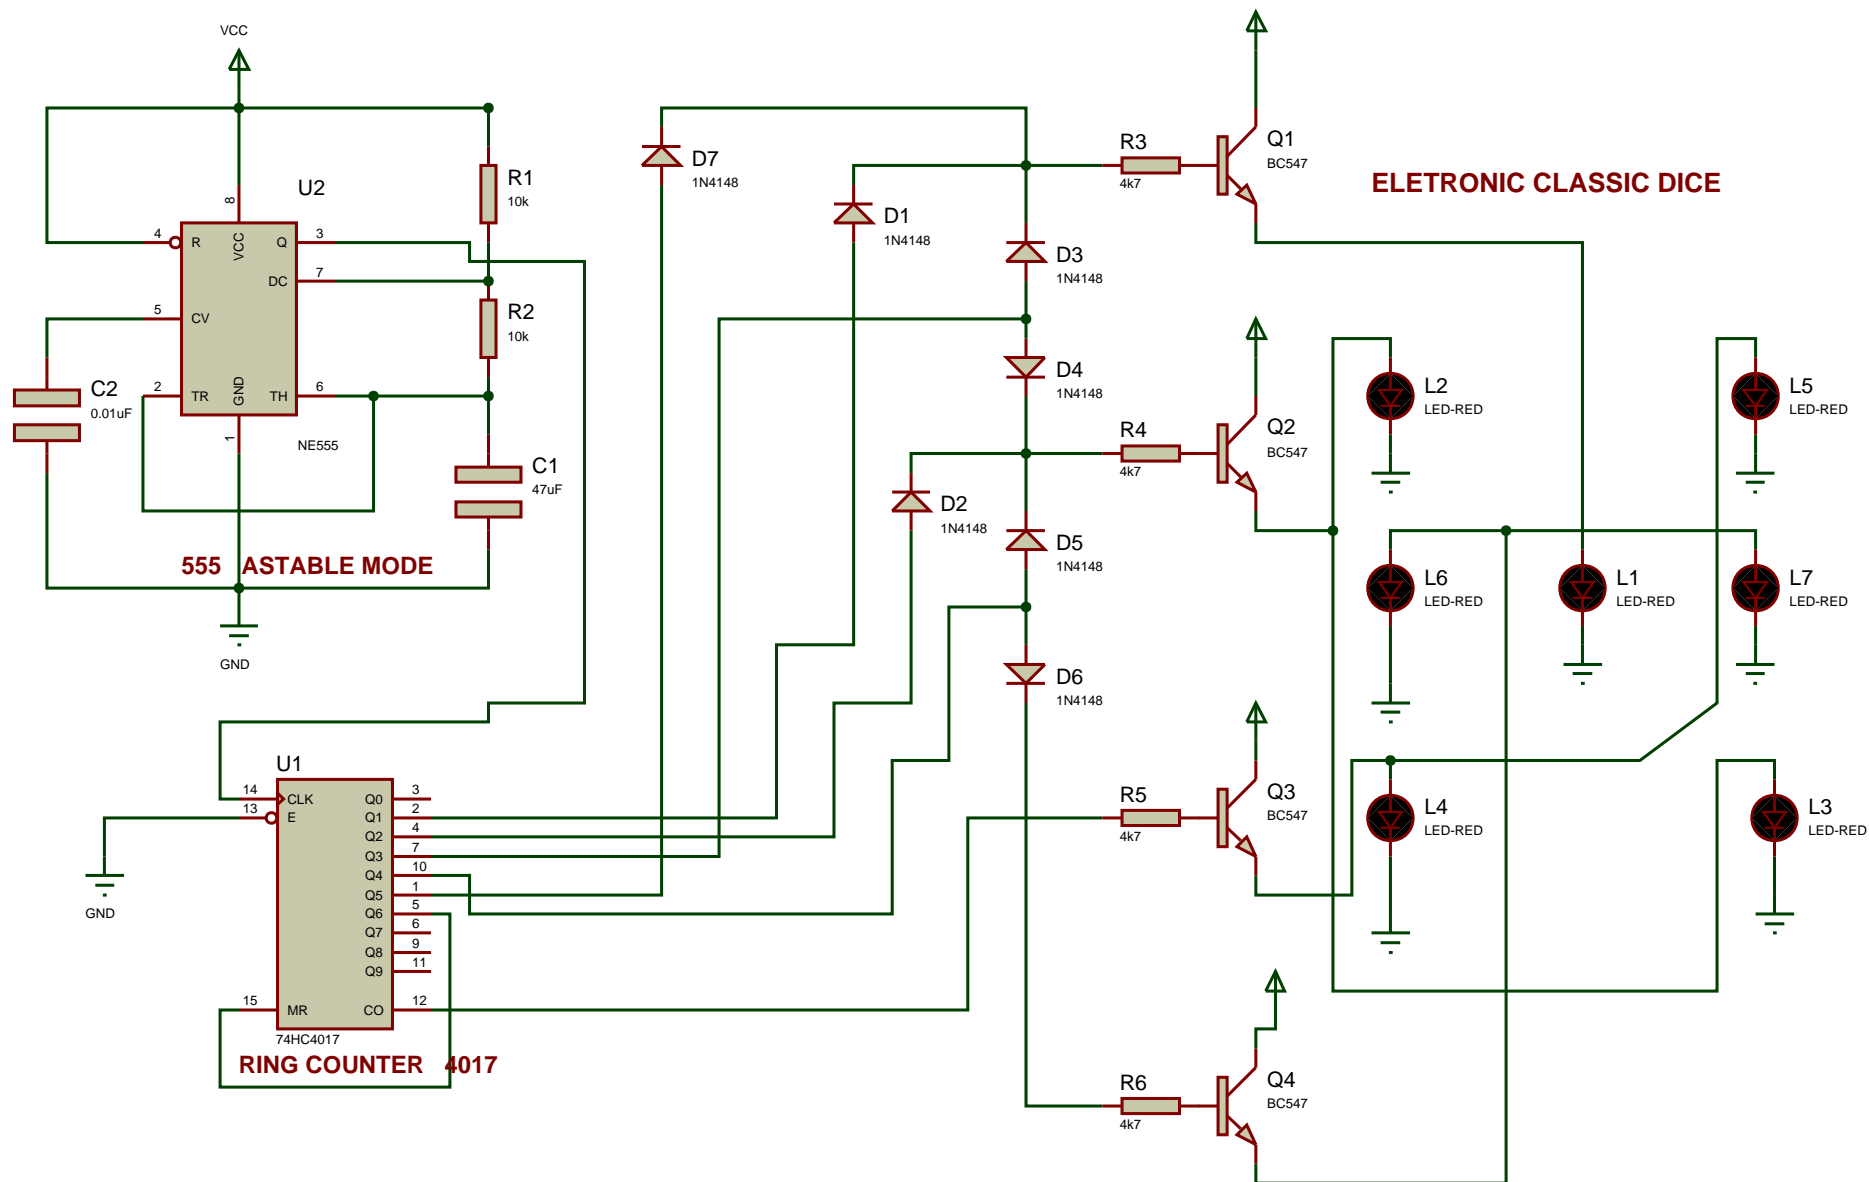 VCC
U2
4
R
8
VCC
Q
3
DC
7
5
CV
2
TR
GND
1
TH
6
NE555
R1
10k
R2
10k
C2
0.01uF
C1
47uF
555 ASTABLE MODE
GND
D7
1N4148
D1
1N4148
D3
1N4148
D4
1N4148
D2
1N4148
D5
1N4148
D6
1N4148
R3
4k7
Q1
BC547
ELETRONIC CLASSIC DICE
R4
4k7
Q2
BC547
L2
LED-RED
L5
LED-RED
L6
LED-RED
L1
LED-RED
L7
LED-RED
R5
4k7
Q3
BC547
L4
LED-RED
L3
LED-RED
R6
4k7
Q4
BC547
U1
14
CLK
13
E
15
MR
Q0
3
Q1
2
Q2
4
Q3
7
Q4
10
Q5
1
Q6
5
Q7
6
Q8
9
Q9
11
CO
12
74HC4017
GND
RING COUNTER 4017